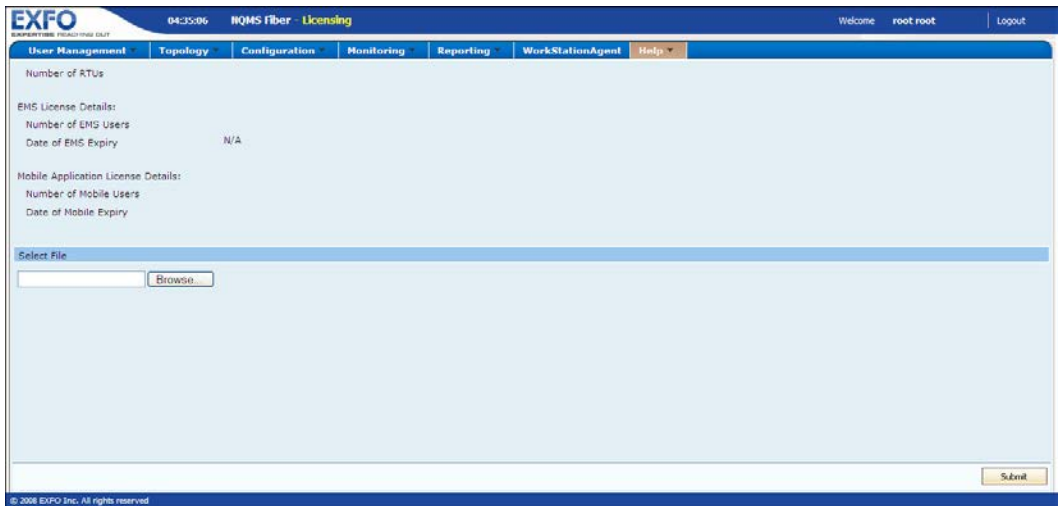 EXFO
EXPERTISE REACHING OUT
04:35:06 NQMS Fiber - Licensing Welcome root root Logout
User Management Topology Configuration Monitoring Reporting WorkStationAgent Help
Number of RTUs
EMS License Details:
Number of EMS Users
Date of EMS Expiry N/A
Mobile Application License Details:
Number of Mobile Users
Date of Mobile Expiry
Select File
Browse...
Submit
© 2008 EXFO Inc. All rights reserved